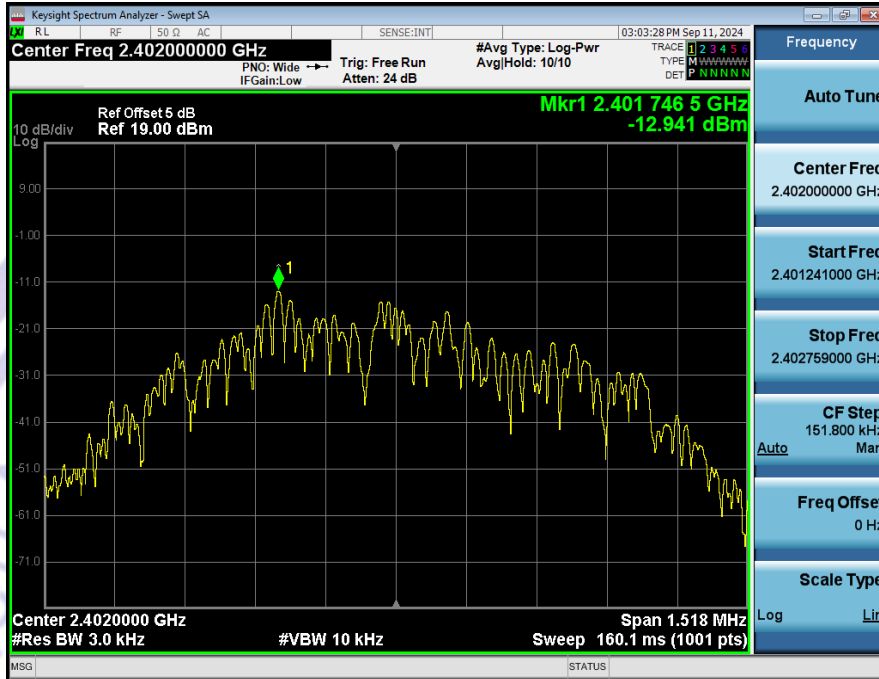 Keysight Spectrum Analyzer - Swept SA
LXI RL RF 50 Ω AC SENSE:INT 03:03:28 PM Sep 11, 2024
Center Freq 2.402000000 GHz
PNO: Wide
IFGain:Low
Trig: Free Run
Atten: 24 dB
#Avg Type: Log-Pwr
Avg|Hold: 10/10
TRACE 1 2 3 4 5 6
TYPE M WWWWW
DET P N N N N N
Ref Offset 5 dB
10 dB/div Ref 19.00 dBm
Log
Mkr1 2.401 746 5 GHz
-12.941 dBm
9.00
-1.00
1
-11.0
-21.0
-31.0
-41.0
-51.0
-61.0
-71.0
Center 2.4020000 GHz Span 1.518 MHz
#Res BW 3.0 kHz #VBW 10 kHz Sweep 160.1 ms (1001 pts)
MSG STATUS
Frequency
Auto Tune
Center Freq
2.402000000 GHz
Start Freq
2.401241000 GHz
Stop Freq
2.402759000 GHz
CF Step
151.800 kHz
Auto Man
Freq Offset
0 Hz
Scale Type
Log Lin